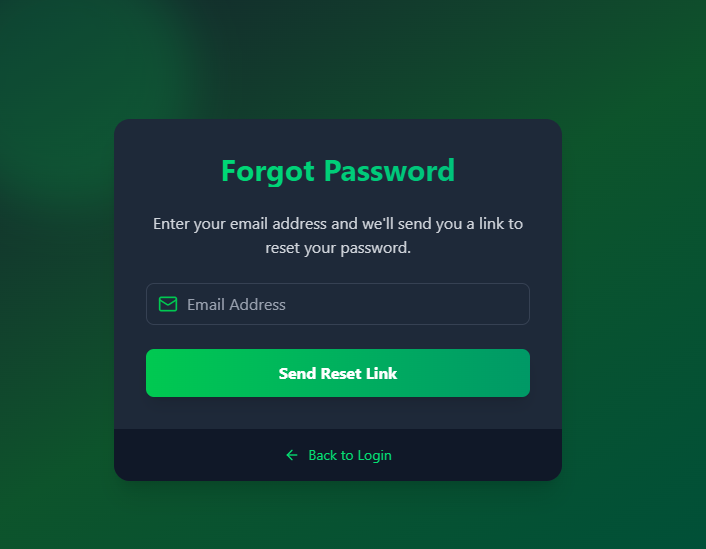 Forgot Password
Enter your email address and we'll send you a link to
reset your password.
Email Address
Send Reset Link
Back to Login